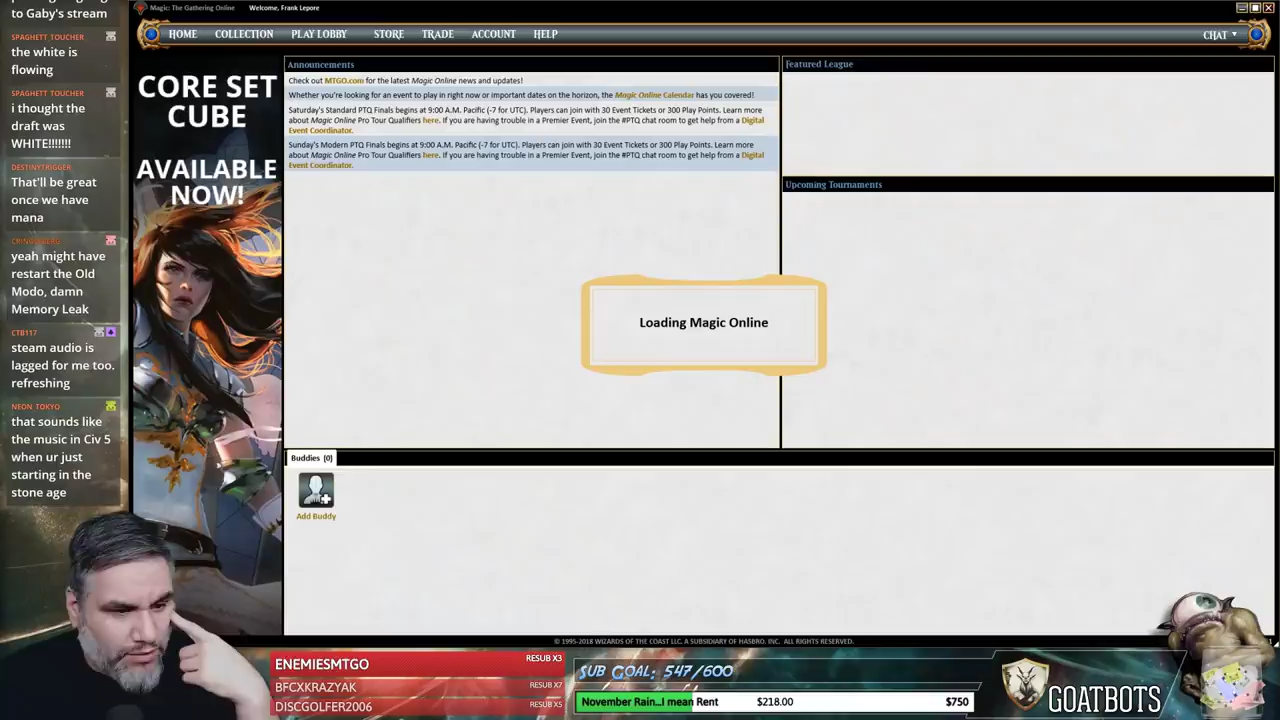 to Gaby's stream
SPAGHETT TOUCHER
the white is
flowing
SPAGHETT TOUCHER
i thought the
draft was
WHITE!!!!!!!
DESTINYTRIGGER
That'll be great
once we have
mana
yeah might have
restart the Old
Modo, damn
Memory Leak
CTB117
steam audio is
lagged for me too.
refreshing
NEON TOKYO
that sounds like
the music in Civ 5
when ur just
starting in the
stone age
Magic: The Gathering Online Welcome, Frank Lepore
HOME COLLECTION PLAY LOBBY STORE TRADE ACCOUNT HELP CHAT
CORE SET
CUBE
AVAILABLE
NOW!
Announcements
Check out MTGO.com for the latest Magic Online news and updates!
Whether you're looking for an event to play in right now or important dates on the horizon, the Magic Online Calendar has you covered!
Saturday's Standard PTQ Finals begins at 9:00 A.M. Pacific (-7 for UTC). Players can join with 30 Event Tickets or 300 Play Points. Learn more
about Magic Online Pro Tour Qualifiers here. If you are having trouble in a Premier Event, join the #PTQ chat room to get help from a Digital
Event Coordinator.
Sunday's Modern PTQ Finals begins at 9:00 A.M. Pacific (-7 for UTC). Players can join with 30 Event Tickets or 300 Play Points. Learn more
about Magic Online Pro Tour Qualifiers here. If you are having trouble in a Premier Event, join the #PTQ chat room to get help from a Digital
Event Coordinator.
Featured League
Upcoming Tournaments
Loading Magic Online
Buddies (0)
Add Buddy
© 1995-2018 WIZARDS OF THE COAST LLC, A SUBSIDIARY OF HASBRO, INC. ALL RIGHTS RESERVED.
ENEMIESMTGO RESUB X3
BFCXKRAZYAK RESUB X7
DISCGOLFER2006 RESUB X5
SUB GOAL: 547/600
November Rain...I mean Rent $218.00 $750
GOATBOTS